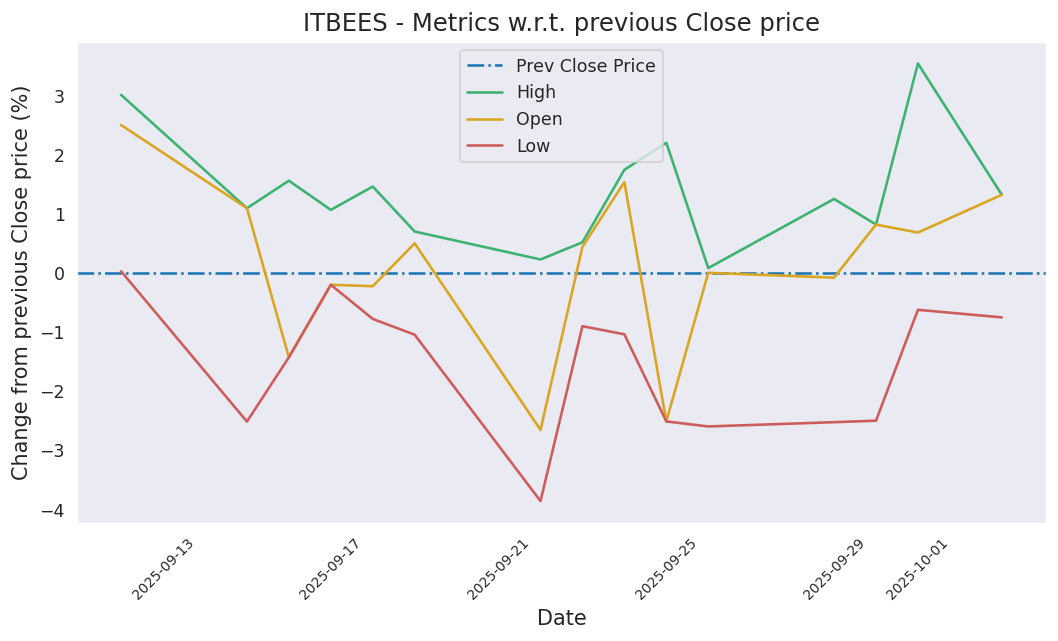 ITBEES - Metrics w.r.t. previous Close price
Prev Close Price
High
Open
Low
Change from previous Close price (%)
3
2
1
0
−1
−2
−3
−4
2025-09-13
2025-09-17
2025-09-21
2025-09-25
2025-09-29
2025-10-01
Date